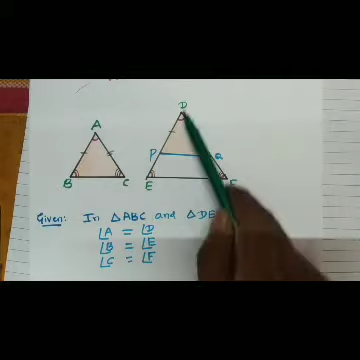 D
A
P Q
B C E F
Given: In △ABC and △DE
∠A = ∠D
∠B = ∠E
∠C = ∠F